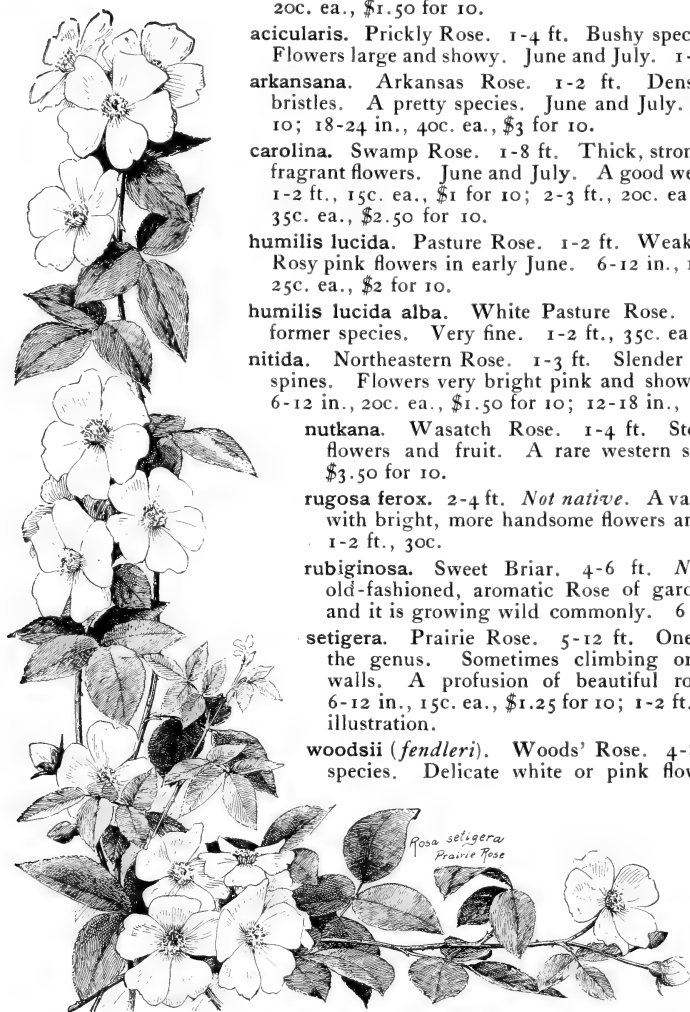 20c. ea., $1.50 for 10.
acicularis. Prickly Rose. 1-4 ft. Bushy spec
Flowers large and showy. June and July. 1-
arkansana. Arkansas Rose. 1-2 ft. Dens
bristles. A pretty species. June and July.
10; 18-24 in., 40c. ea., $3 for 10.
carolina. Swamp Rose. 1-8 ft. Thick, stron
fragrant flowers. June and July. A good we
1-2 ft., 15c. ea., $1 for 10; 2-3 ft., 20c. ea
35c. ea., $2.50 for 10.
humilis lucida. Pasture Rose. 1-2 ft. Weak
Rosy pink flowers in early June. 6-12 in., 1
25c. ea., $2 for 10.
humilis lucida alba. White Pasture Rose.
former species. Very fine. 1-2 ft., 35c. ea
nitida. Northeastern Rose. 1-3 ft. Slender
spines. Flowers very bright pink and show
6-12 in., 20c. ea., $1.50 for 10; 12-18 in.,
nutkana. Wasatch Rose. 1-4 ft. Sto
flowers and fruit. A rare western s
$3.50 for 10.
rugosa ferox. 2-4 ft. Not native. A va
with bright, more handsome flowers an
1-2 ft., 30c.
rubiginosa. Sweet Briar. 4-6 ft. N
old-fashioned, aromatic Rose of gard
and it is growing wild commonly. 6
setigera. Prairie Rose. 5-12 ft. One
the genus. Sometimes climbing or
walls. A profusion of beautiful ro
6-12 in., 15c. ea., $1.25 for 10; 1-2 ft.
illustration.
woodsii (fendleri). Woods' Rose. 4-
species. Delicate white or pink flow
Rosa setigera
Prairie Rose